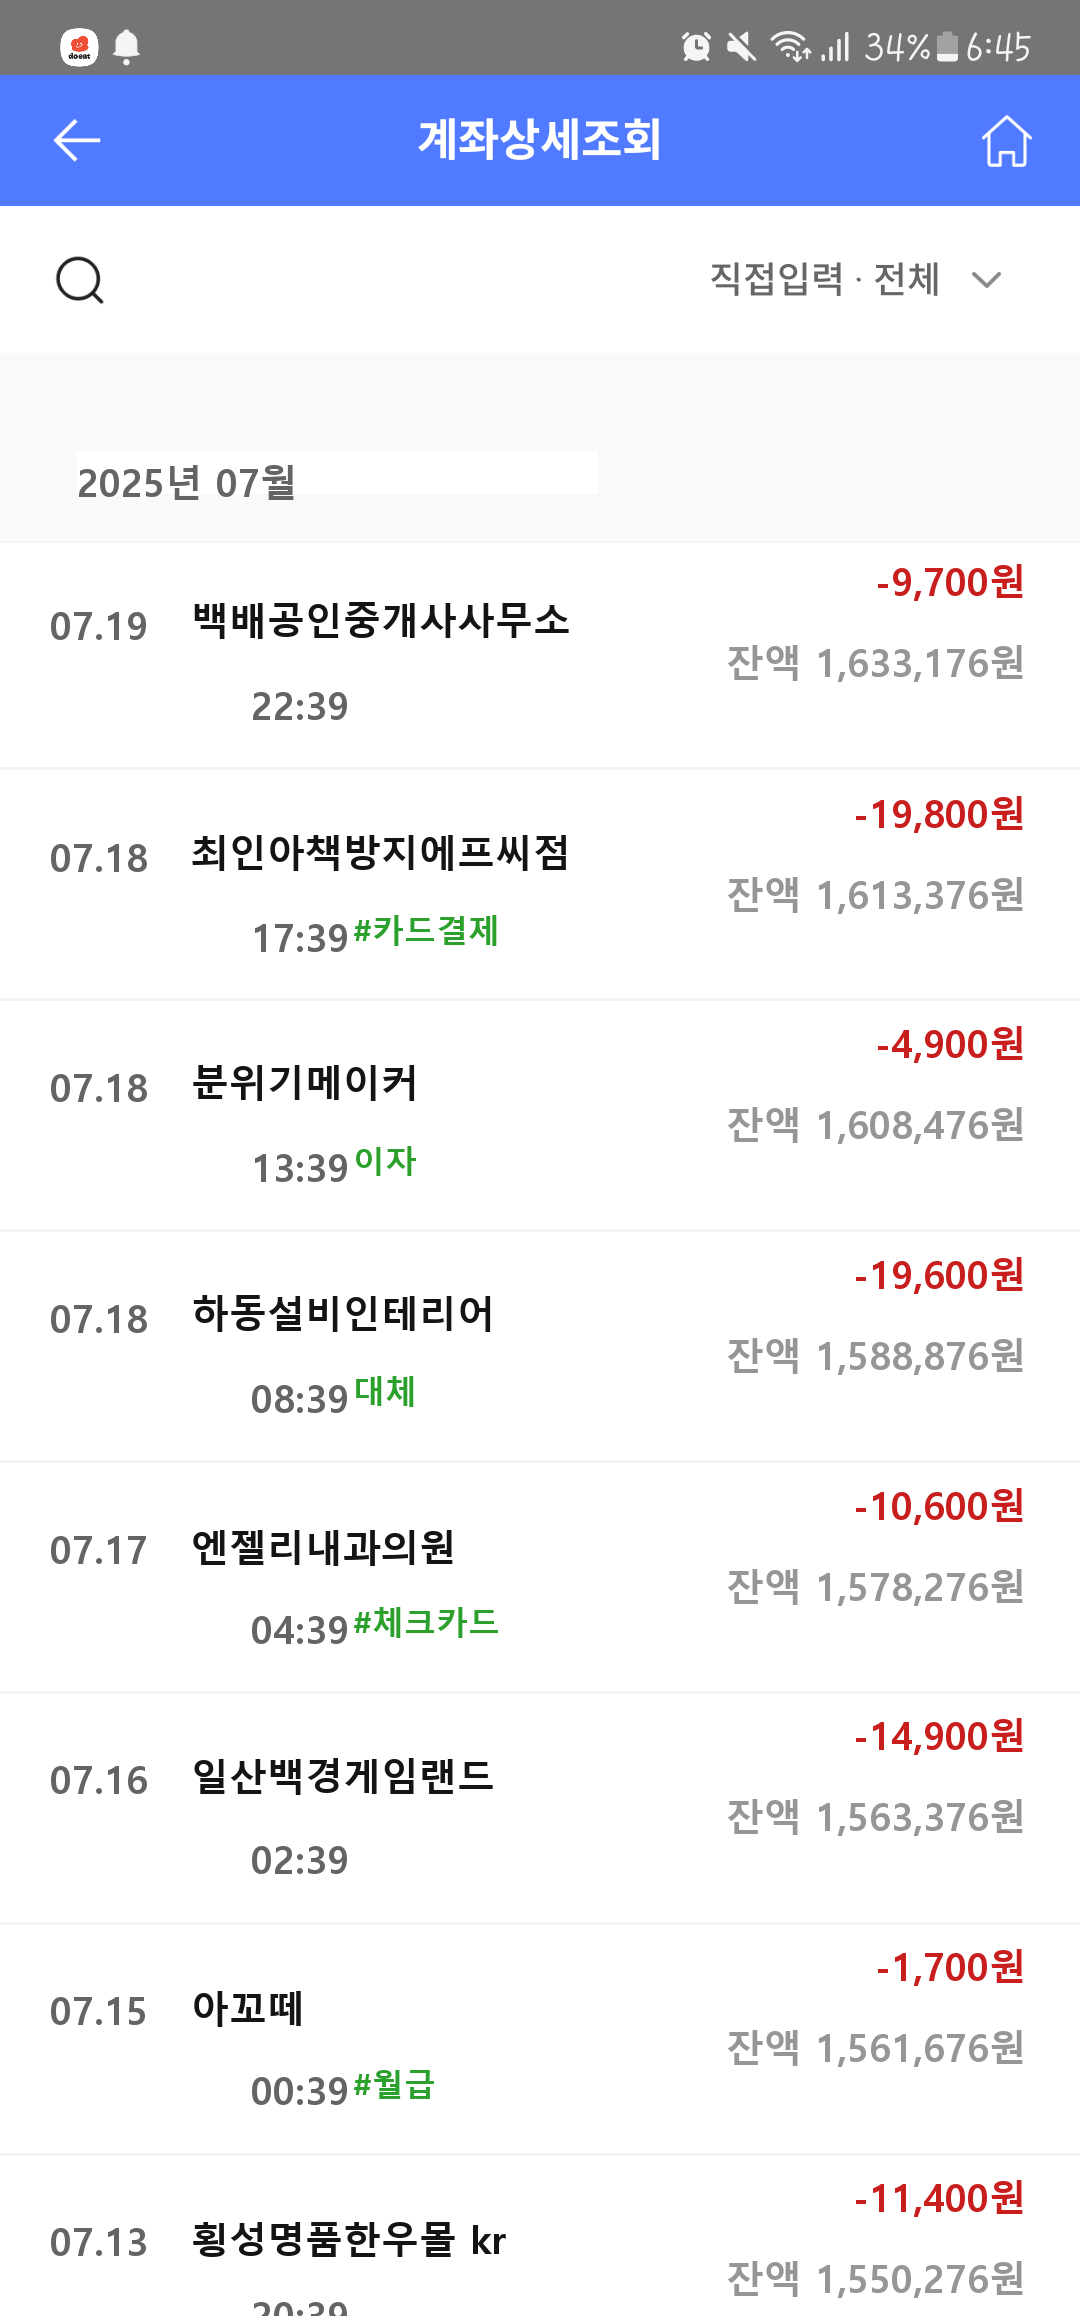 doeat
34% 6:45
계좌상세조회
직접입력 · 전체
2025년 07월
-9,700원
07.19 백배공인중개사사무소
잔액 1,633,176원
22:39
-19,800원
07.18 최인아책방지에프씨점
잔액 1,613,376원
17:39 #카드결제
-4,900원
07.18 분위기메이커
잔액 1,608,476원
13:39 이자
-19,600원
07.18 하동설비인테리어
잔액 1,588,876원
08:39 대체
-10,600원
07.17 엔젤리내과의원
잔액 1,578,276원
04:39 #체크카드
-14,900원
07.16 일산백경게임랜드
잔액 1,563,376원
02:39
-1,700원
07.15 아꼬떼
잔액 1,561,676원
00:39 #월급
-11,400원
07.13 횡성명품한우몰 kr
잔액 1,550,276원
20:39